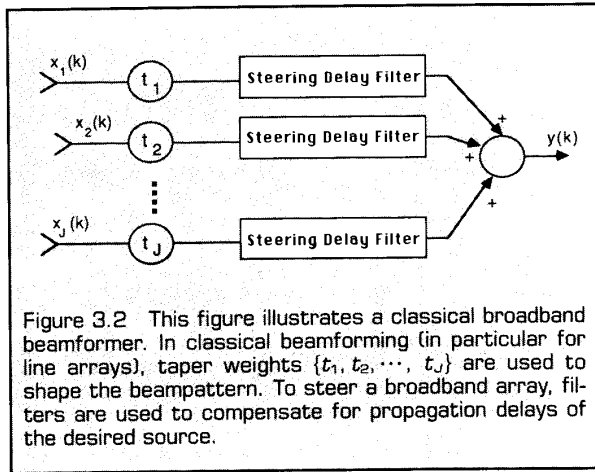 x₁(k)
t₁
Steering Delay Filter
+
x₂(k)
t₂
Steering Delay Filter
+
y(k)
x_J(k)
t_J
Steering Delay Filter
+
Figure 3.2 This figure illustrates a classical broadband
beamformer. In classical beamforming (in particular for
line arrays), taper weights {t₁, t₂, ···, t_J} are used to
shape the beampattern. To steer a broadband array, fil-
ters are used to compensate for propagation delays of
the desired source.